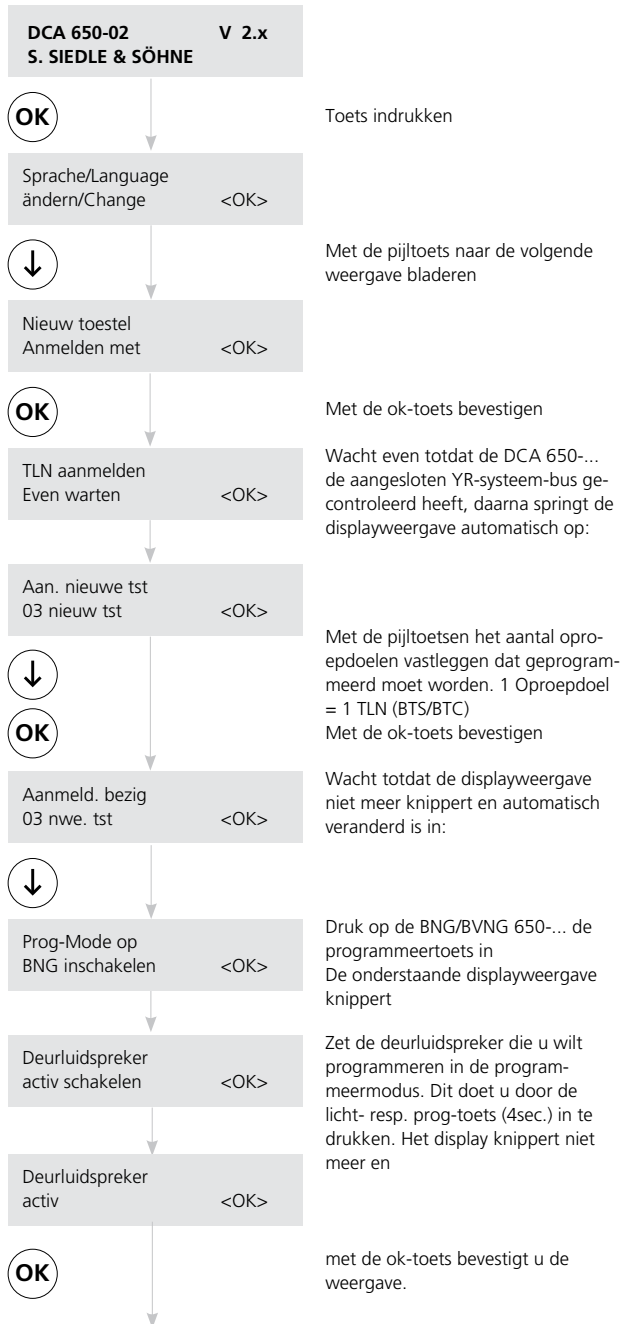 DCA 650-02 V 2.x
S. SIEDLE & SÖHNE
OK
Toets indrukken
Sprache/Language
ändern/Change <OK>
↓
Met de pijltoets naar de volgende
weergave bladeren
Nieuw toestel
Anmelden met <OK>
OK
Met de ok-toets bevestigen
TLN aanmelden
Even warten <OK>
Wacht even totdat de DCA 650-...
de aangesloten YR-systeem-bus ge-
controleerd heeft, daarna springt de
displayweergave automatisch op:
Aan. nieuwe tst
03 nieuw tst <OK>
↓
OK
Met de pijltoetsen het aantal opro-
epdoelen vastleggen dat geprogram-
meerd moet worden. 1 Oproepdoel
= 1 TLN (BTS/BTC)
Met de ok-toets bevestigen
Aanmeld. bezig
03 nwe. tst <OK>
Wacht totdat de displayweergave
niet meer knippert en automatisch
veranderd is in:
↓
Prog-Mode op
BNG inschakelen <OK>
Druk op de BNG/BVNG 650-... de
programmeertoets in
De onderstaande displayweergave
knippert
Deurluidspreker
activ schakelen <OK>
Zet de deurluidspreker die u wilt
programmeren in de program-
meermodus. Dit doet u door de
licht- resp. prog-toets (4sec.) in te
drukken. Het display knippert niet
meer en
Deurluidspreker
activ <OK>
OK
met de ok-toets bevestigt u de
weergave.